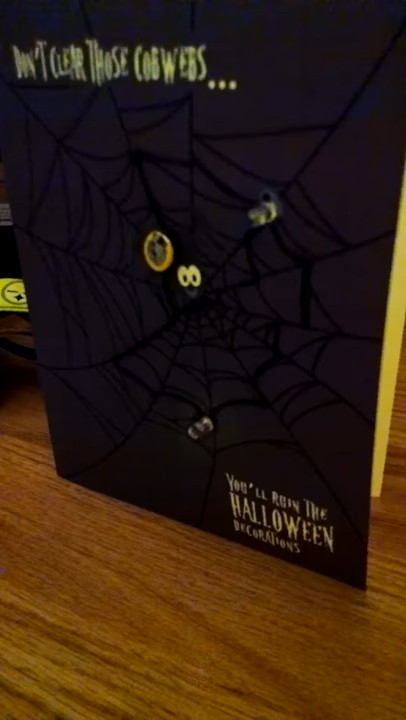 DON'T CLEAR THOSE COBWEBS...
YOU'LL RUIN THE
HALLOWEEN
DECORATIONS